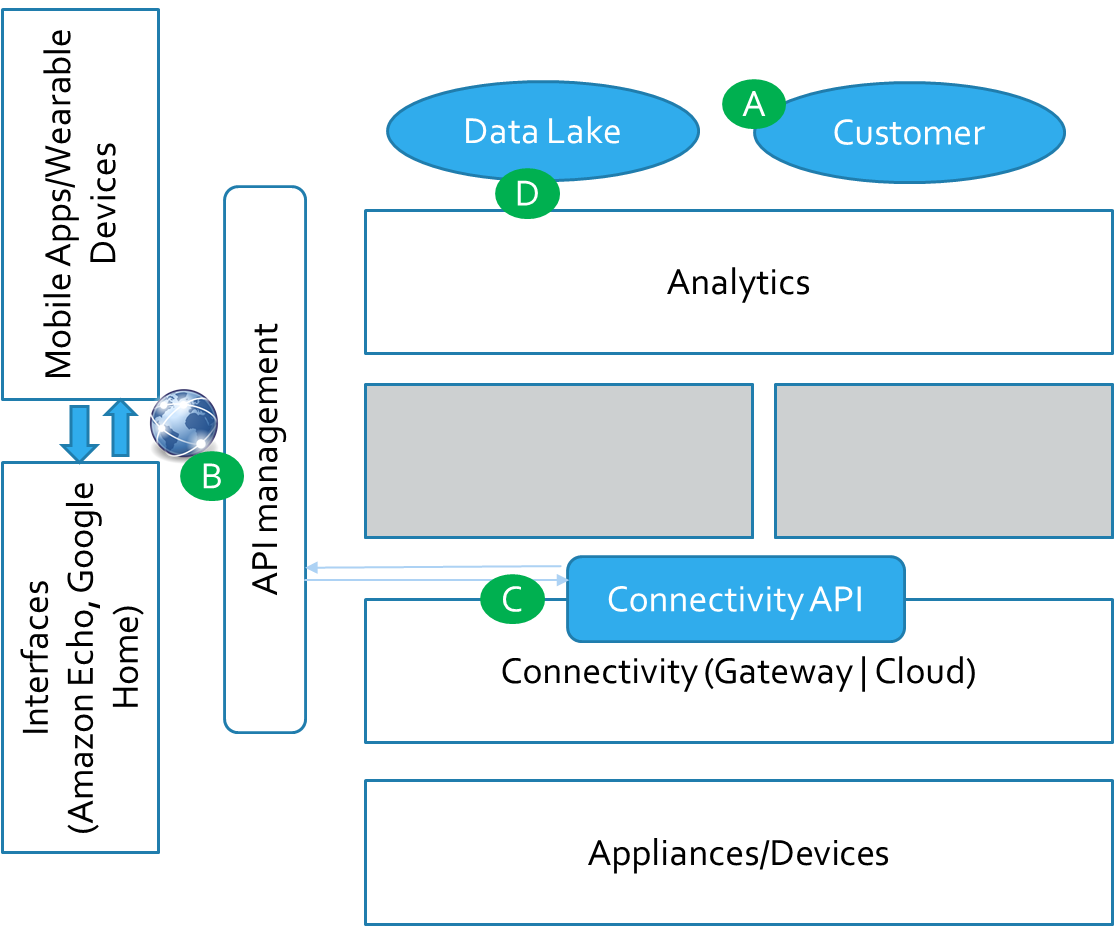 Mobile Apps/Wearable
Devices
Data Lake
A
Customer
D
Analytics
API management
B
Interfaces
(Amazon Echo, Google
Home)
C
Connectivity API
Connectivity (Gateway | Cloud)
Appliances/Devices